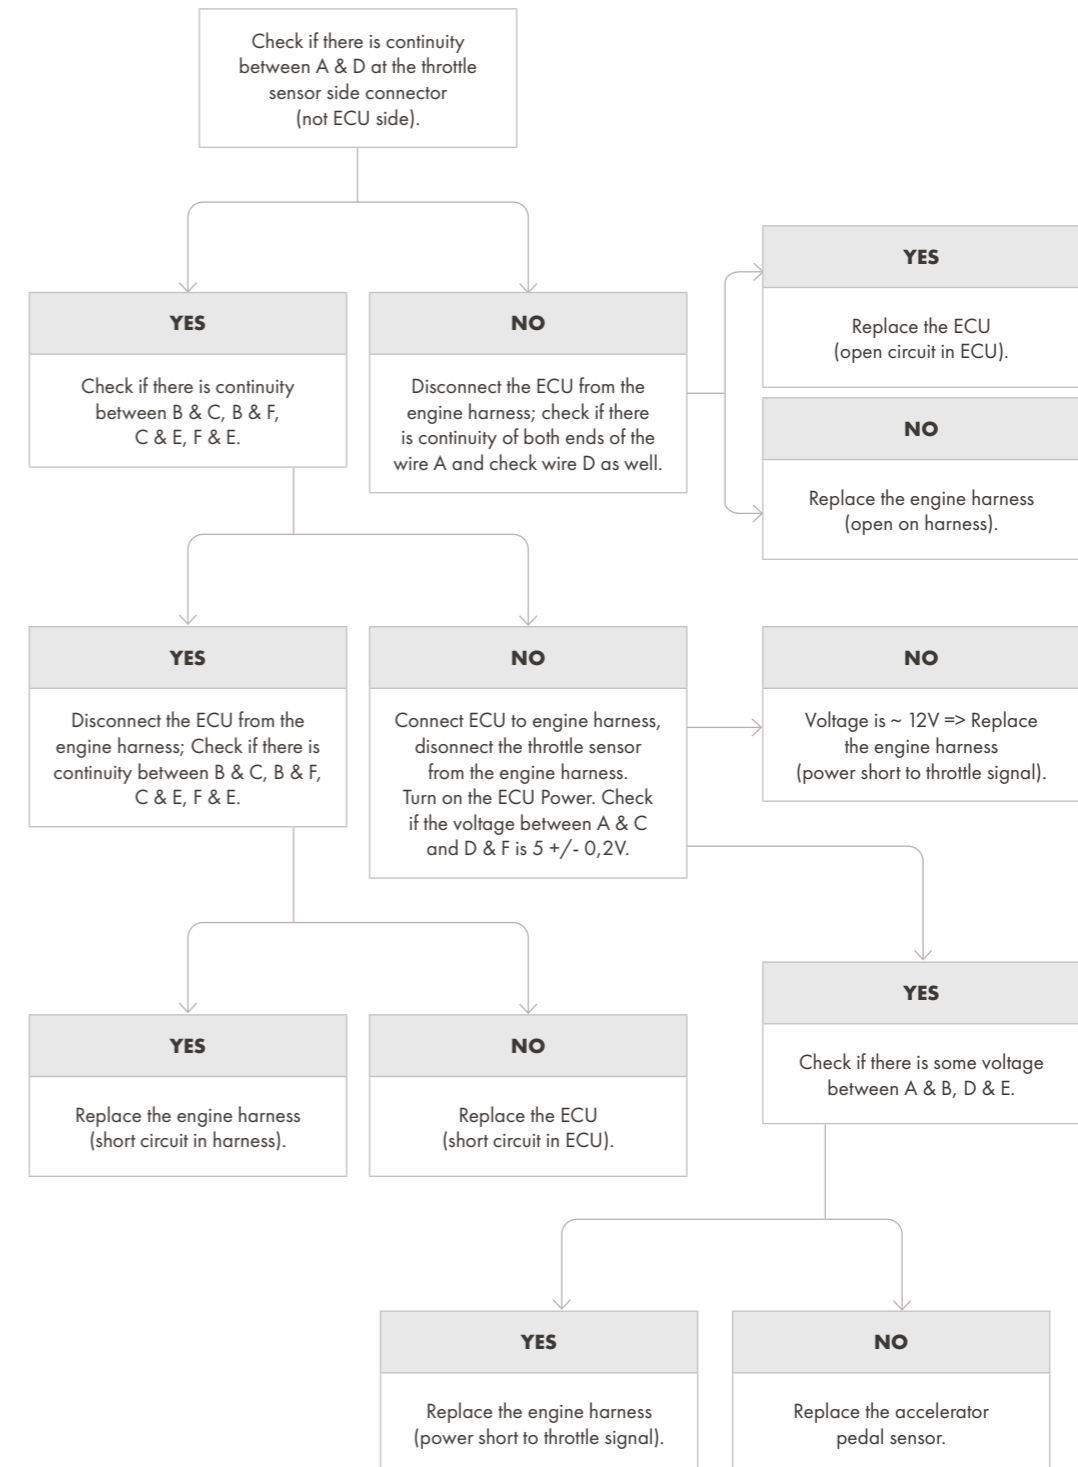 Check if there is continuity
between A & D at the throttle
sensor side connector
(not ECU side).
YES
Check if there is continuity
between B & C, B & F,
C & E, F & E.
NO
Disconnect the ECU from the
engine harness; check if there
is continuity of both ends of the
wire A and check wire D as well.
YES
Replace the ECU
(open circuit in ECU).
NO
Replace the engine harness
(open on harness).
YES
Disconnect the ECU from the
engine harness; Check if there is
continuity between B & C, B & F,
C & E, F & E.
NO
Connect ECU to engine harness,
disonnect the throttle sensor
from the engine harness.
Turn on the ECU Power. Check
if the voltage between A & C
and D & F is 5 +/- 0,2V.
NO
Voltage is ~ 12V => Replace
the engine harness
(power short to throttle signal).
YES
Replace the engine harness
(short circuit in harness).
NO
Replace the ECU
(short circuit in ECU).
YES
Check if there is some voltage
between A & B, D & E.
YES
Replace the engine harness
(power short to throttle signal).
NO
Replace the accelerator
pedal sensor.